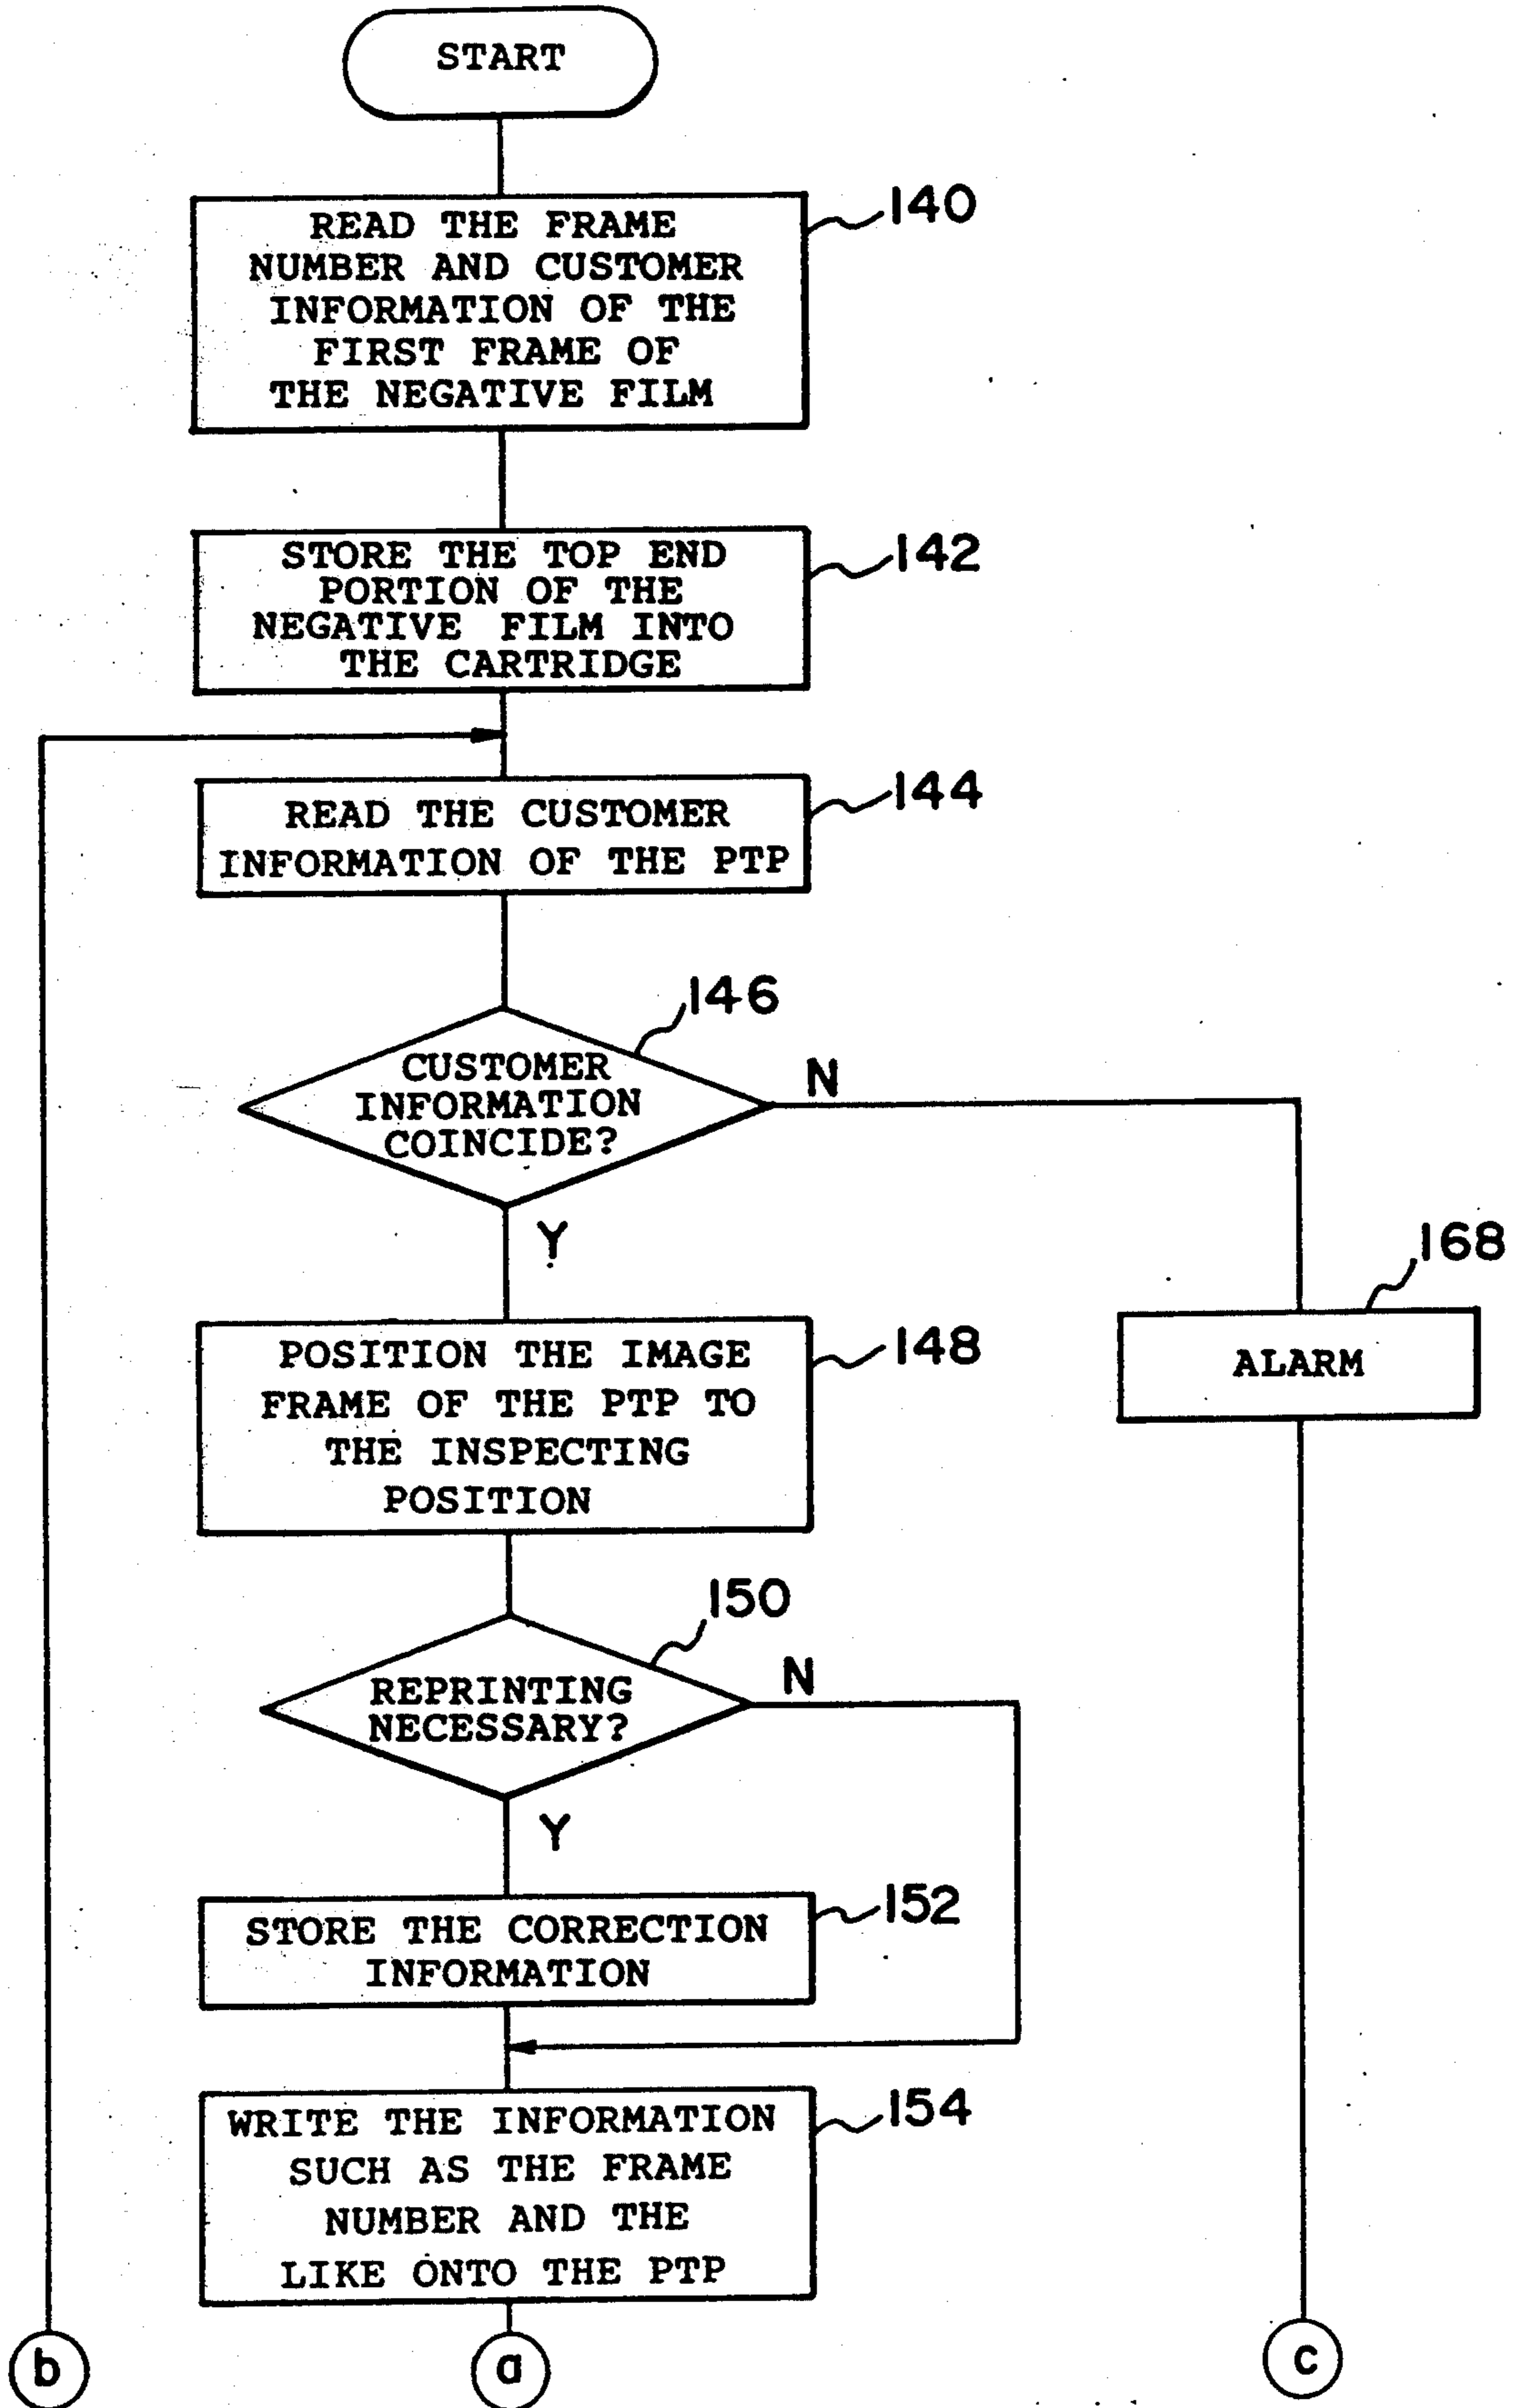 START
READ THE FRAME
NUMBER AND CUSTOMER
INFORMATION OF THE
FIRST FRAME OF
THE NEGATIVE FILM
140
STORE THE TOP END
PORTION OF THE
NEGATIVE FILM INTO
THE CARTRIDGE
142
READ THE CUSTOMER
INFORMATION OF THE PTP
144
CUSTOMER
INFORMATION
COINCIDE?
146
N
Y
POSITION THE IMAGE
FRAME OF THE PTP TO
THE INSPECTING
POSITION
148
ALARM
168
REPRINTING
NECESSARY?
150
N
Y
STORE THE CORRECTION
INFORMATION
152
WRITE THE INFORMATION
SUCH AS THE FRAME
NUMBER AND THE
LIKE ONTO THE PTP
154
b
a
c